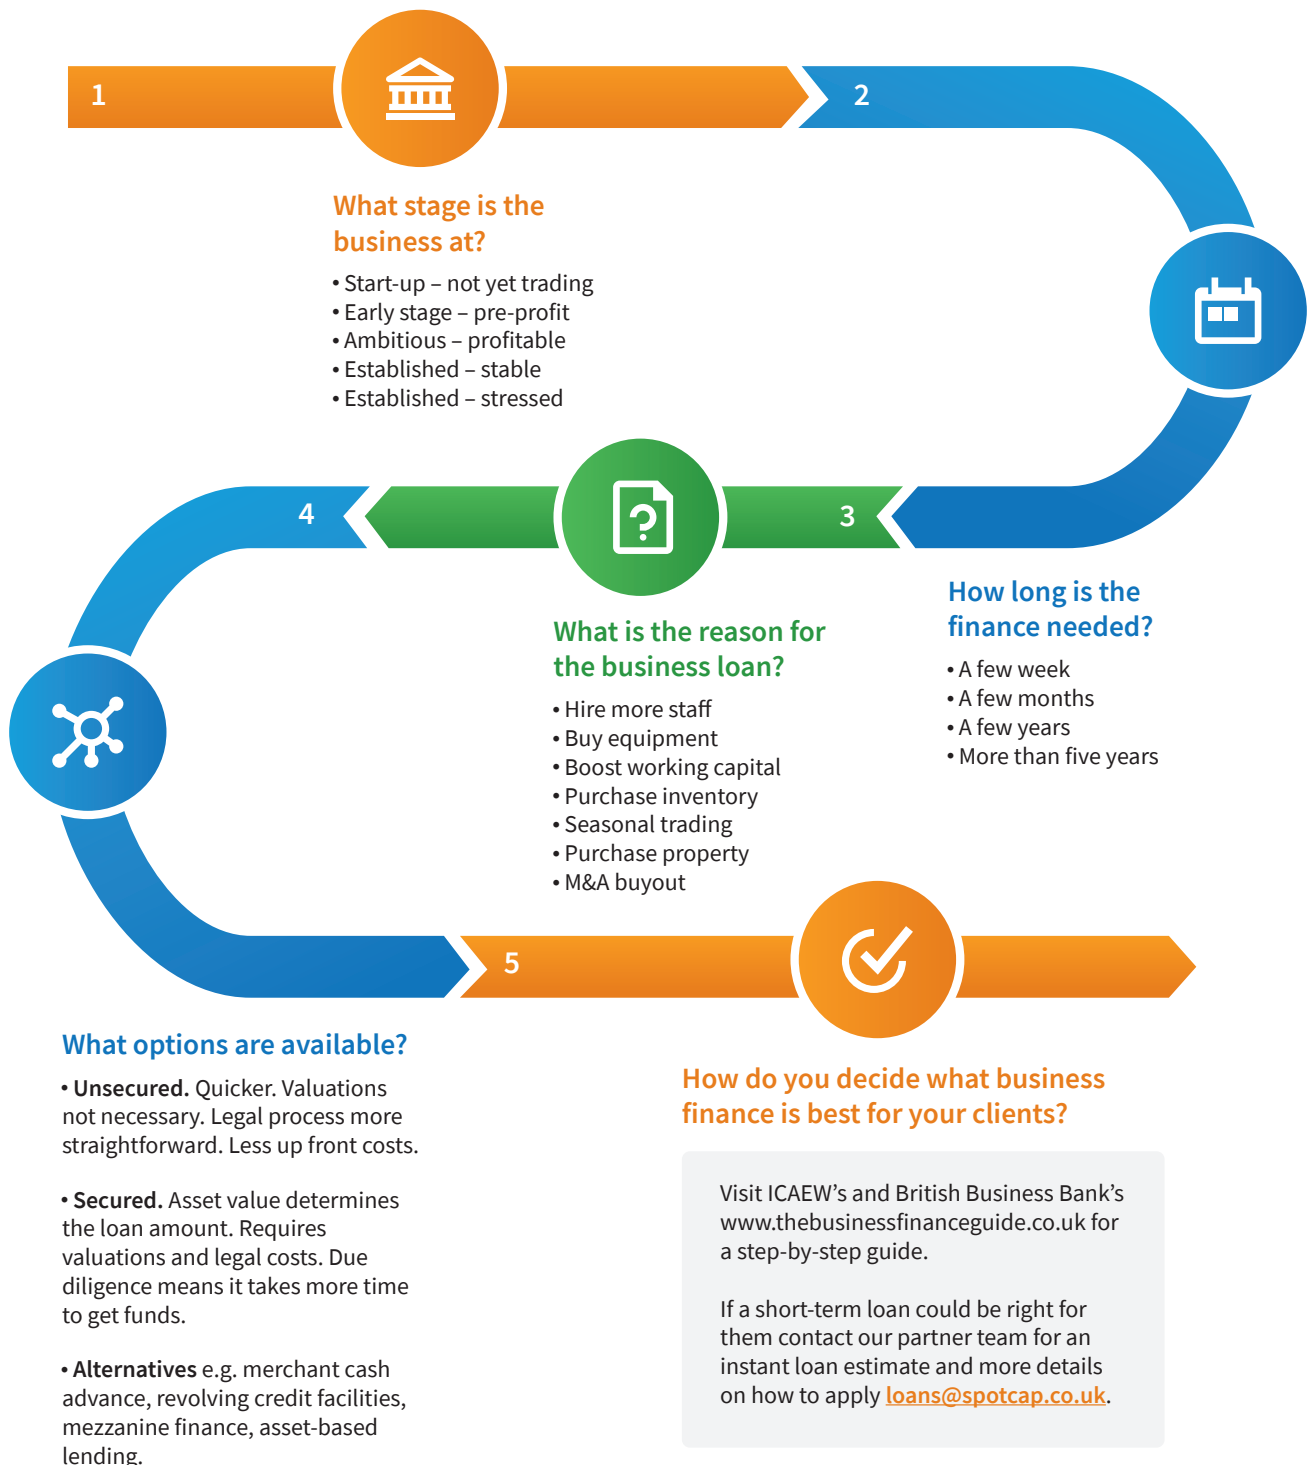 1
What stage is the
business at?
• Start-up – not yet trading
• Early stage – pre-profit
• Ambitious – profitable
• Established – stable
• Established – stressed
2
How long is the
finance needed?
• A few week
• A few months
• A few years
• More than five years
3
What is the reason for
the business loan?
• Hire more staff
• Buy equipment
• Boost working capital
• Purchase inventory
• Seasonal trading
• Purchase property
• M&A buyout
4
What options are available?
• Unsecured. Quicker. Valuations
not necessary. Legal process more
straightforward. Less up front costs.
• Secured. Asset value determines
the loan amount. Requires
valuations and legal costs. Due
diligence means it takes more time
to get funds.
• Alternatives e.g. merchant cash
advance, revolving credit facilities,
mezzanine finance, asset-based
lending.
5
How do you decide what business
finance is best for your clients?
Visit ICAEW's and British Business Bank's
www.thebusinessfinanceguide.co.uk for
a step-by-step guide.
If a short-term loan could be right for
them contact our partner team for an
instant loan estimate and more details
on how to apply loans@spotcap.co.uk.